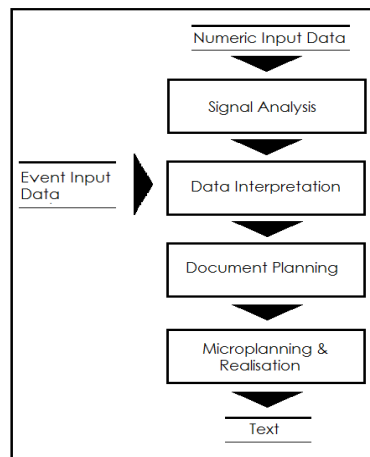 Numeric Input Data
Signal Analysis
Event Input
Data
Data Interpretation
Document Planning
Microplanning &
Realisation
Text